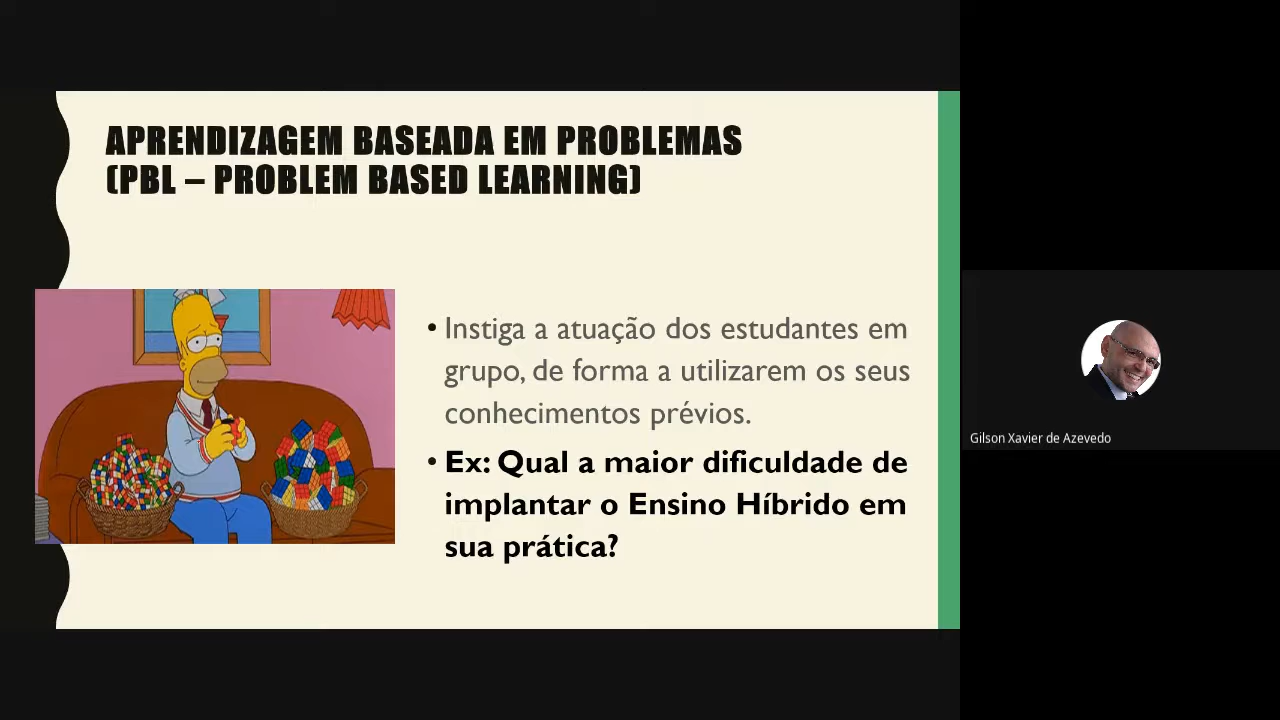 APRENDIZAGEM BASEADA EM PROBLEMAS
(PBL – PROBLEM BASED LEARNING)
• Instiga a atuação dos estudantes em
grupo, de forma a utilizarem os seus
conhecimentos prévios.
• Ex: Qual a maior dificuldade de
implantar o Ensino Híbrido em
sua prática?
Gilson Xavier de Azevedo